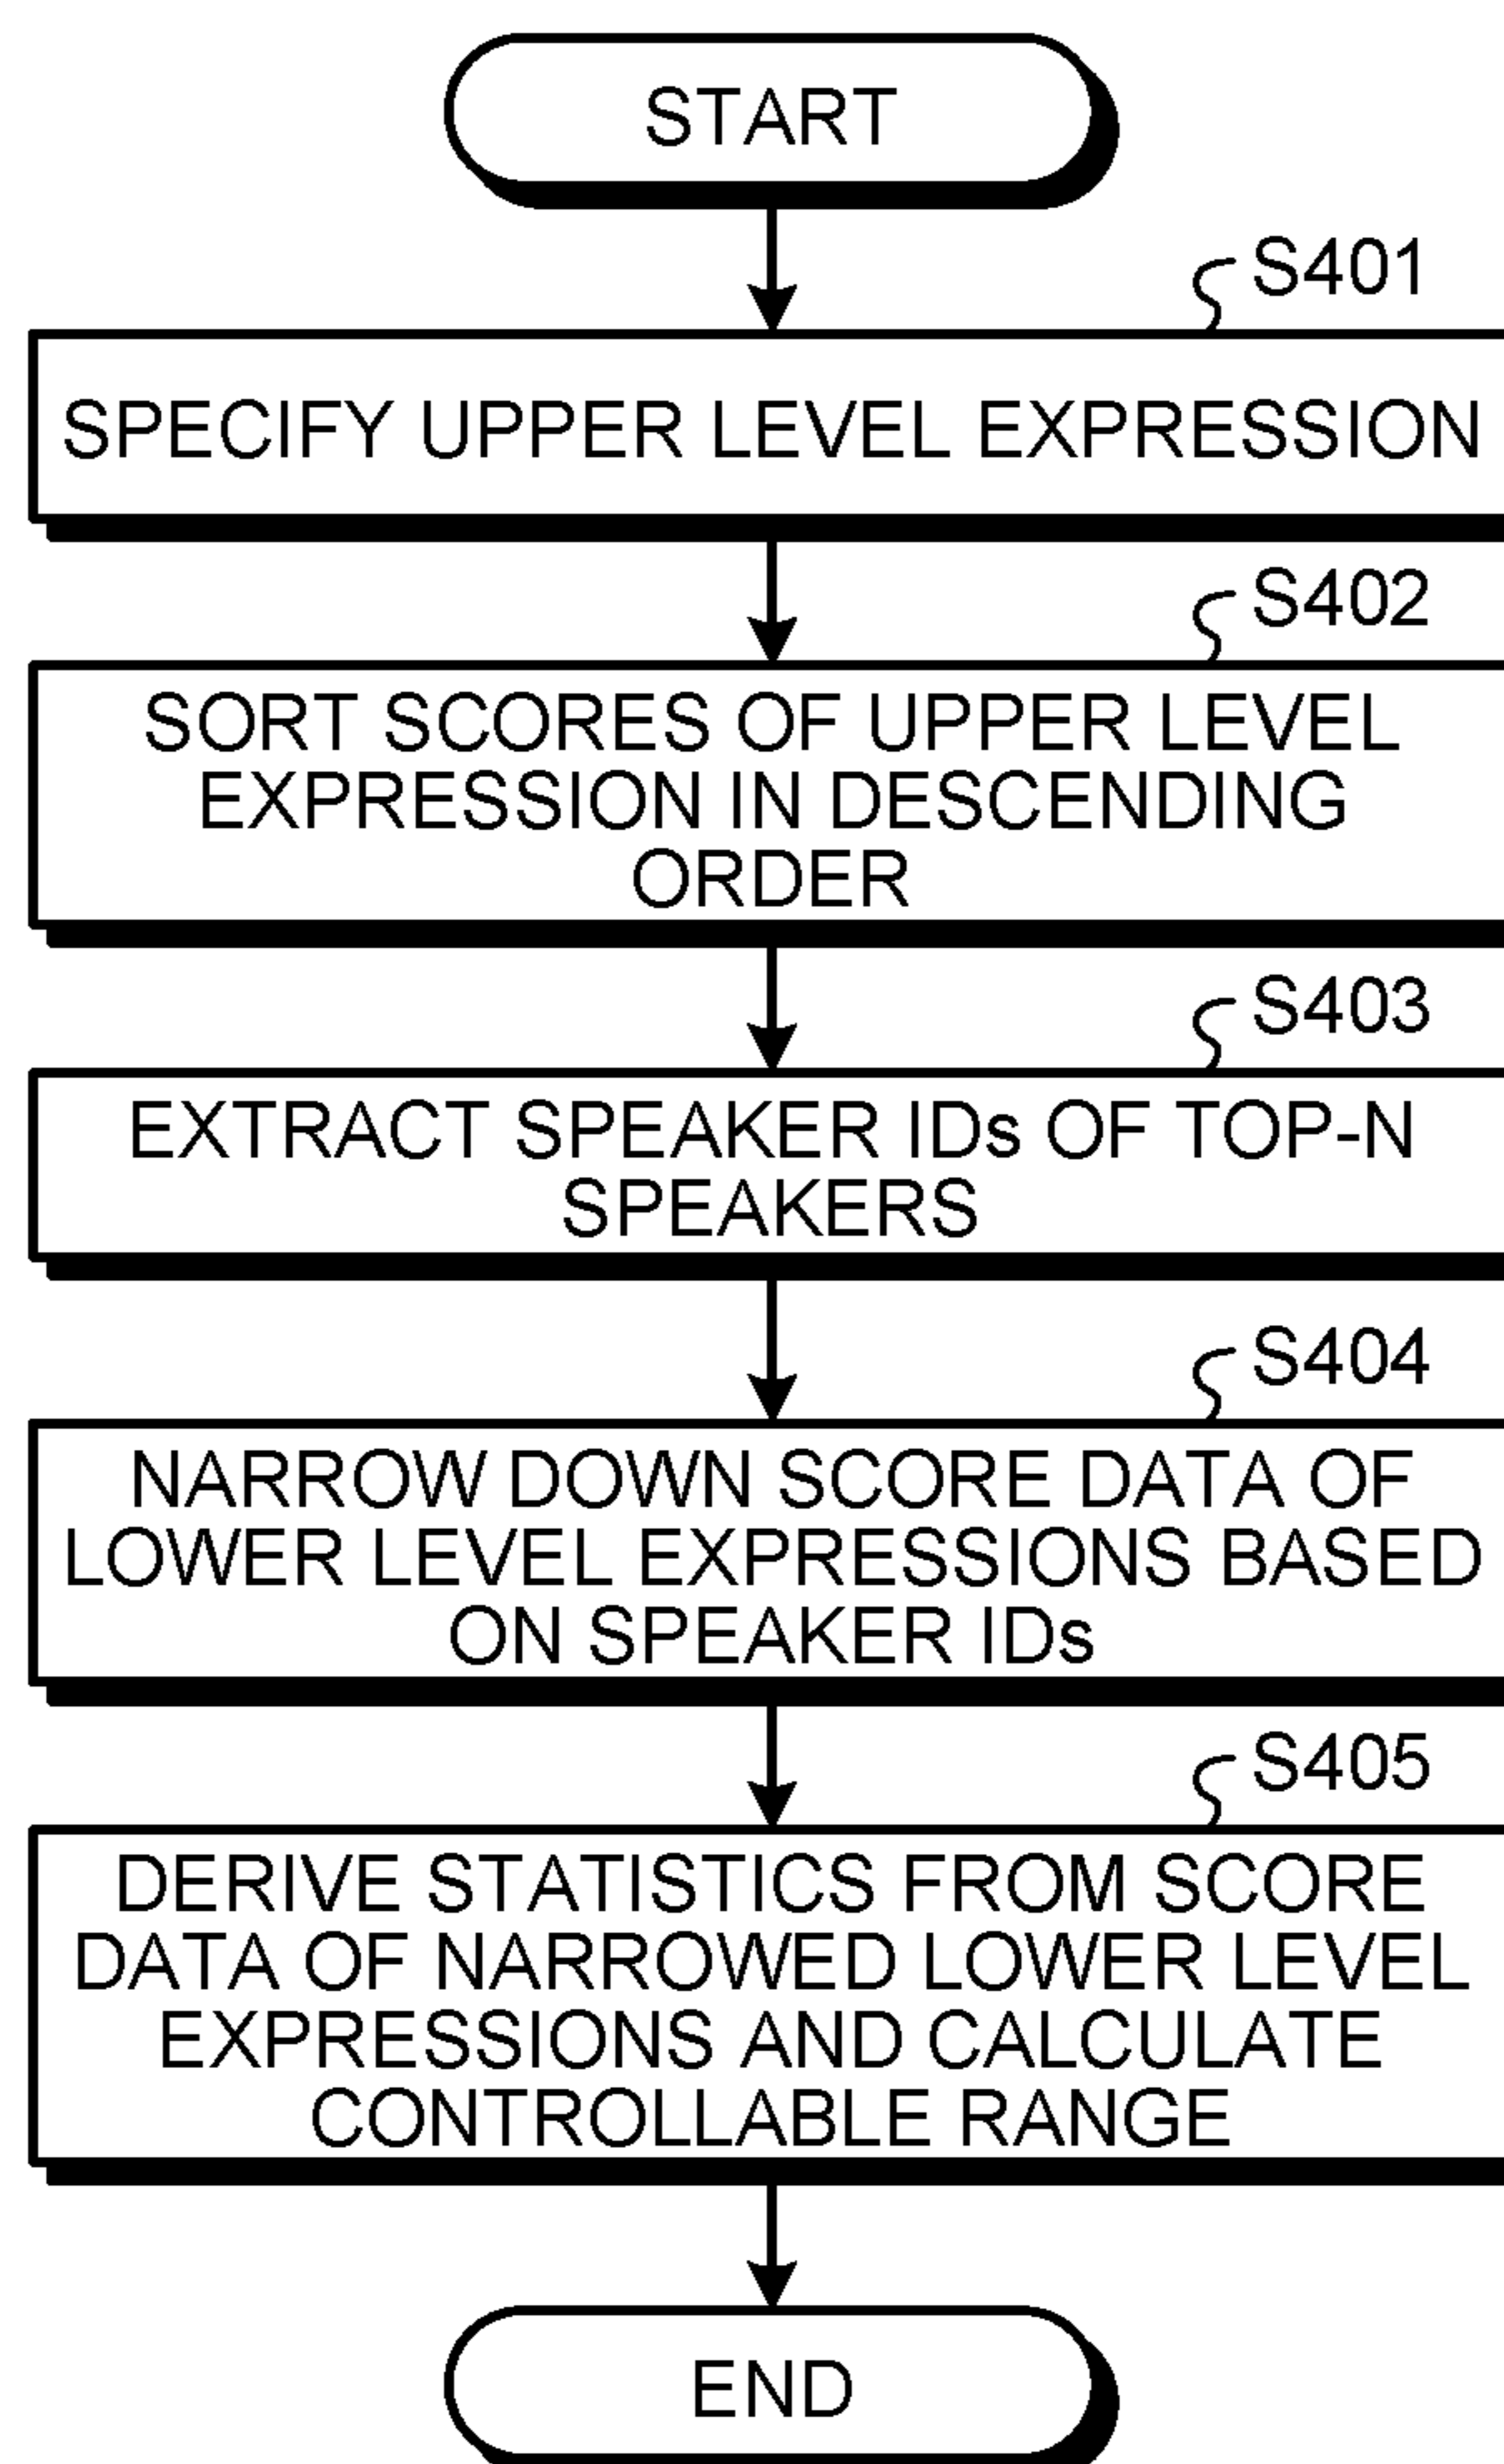 START
S401
SPECIFY UPPER LEVEL EXPRESSION
S402
SORT SCORES OF UPPER LEVEL
EXPRESSION IN DESCENDING
ORDER
S403
EXTRACT SPEAKER IDs OF TOP-N
SPEAKERS
S404
NARROW DOWN SCORE DATA OF
LOWER LEVEL EXPRESSIONS BASED
ON SPEAKER IDs
S405
DERIVE STATISTICS FROM SCORE
DATA OF NARROWED LOWER LEVEL
EXPRESSIONS AND CALCULATE
CONTROLLABLE RANGE
END